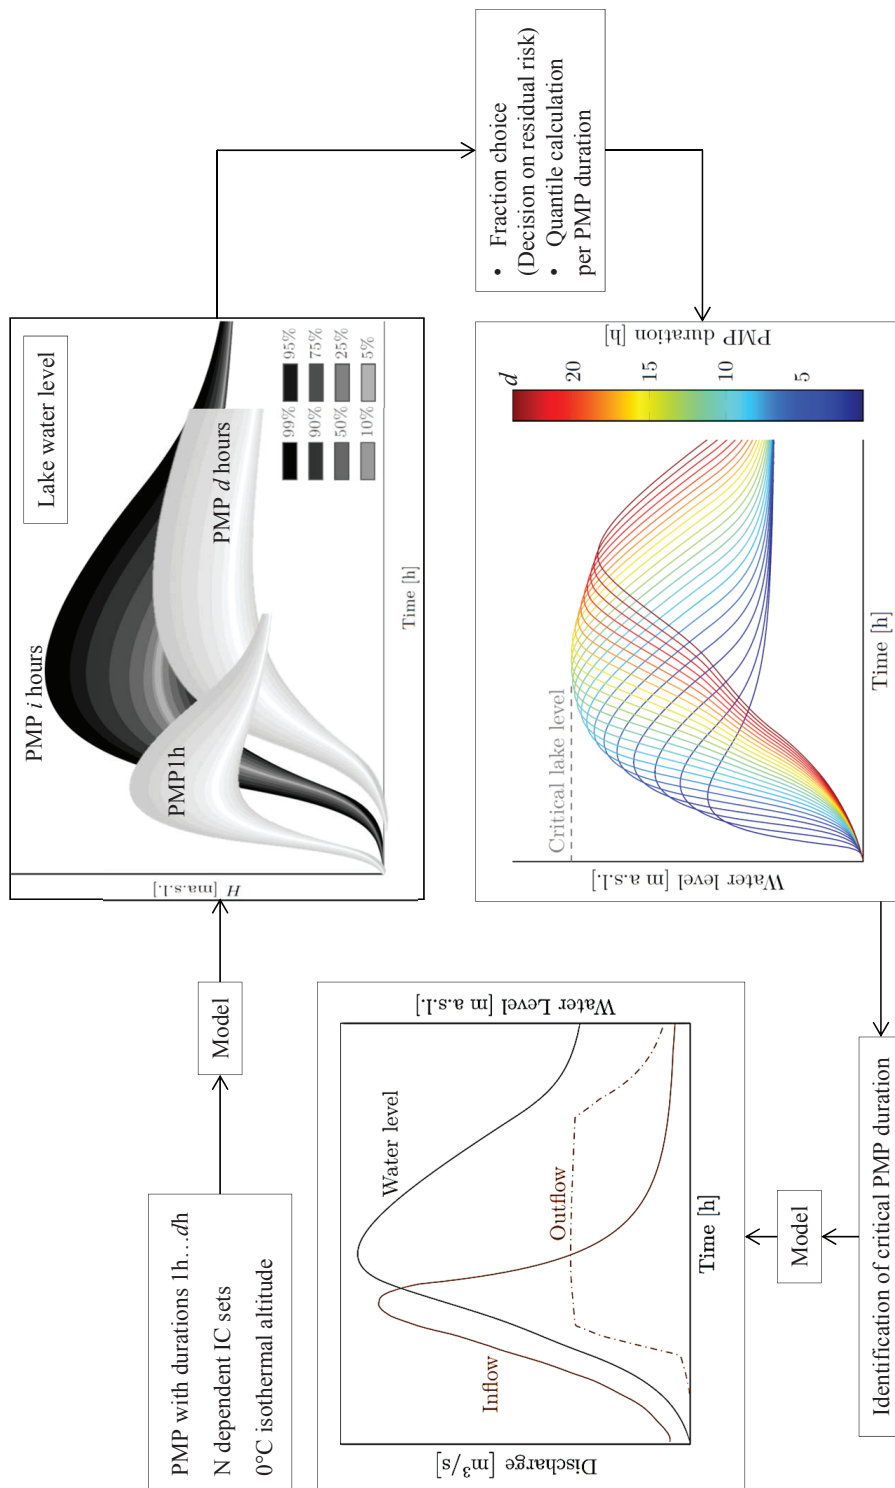 PMP with durations 1h…dh
N dependent IC sets
0°C isothermal altitude
Model
H [m a.s.l.]
PMP i hours
PMP1h
PMP d hours
Lake water level
99% 95%
90% 75%
50% 25%
10% 5%
Time [h]
• Fraction choice
(Decision on residual risk)
• Quantile calculation
per PMP duration
Water level [m a.s.l.]
Critical lake level
Time [h]
d
20
15
10
5
PMP duration [h]
Identification of critical PMP duration
Model
Discharge [m³/s]
Inflow
Outflow
Water level
Time [h]
Water Level [m a.s.l.]